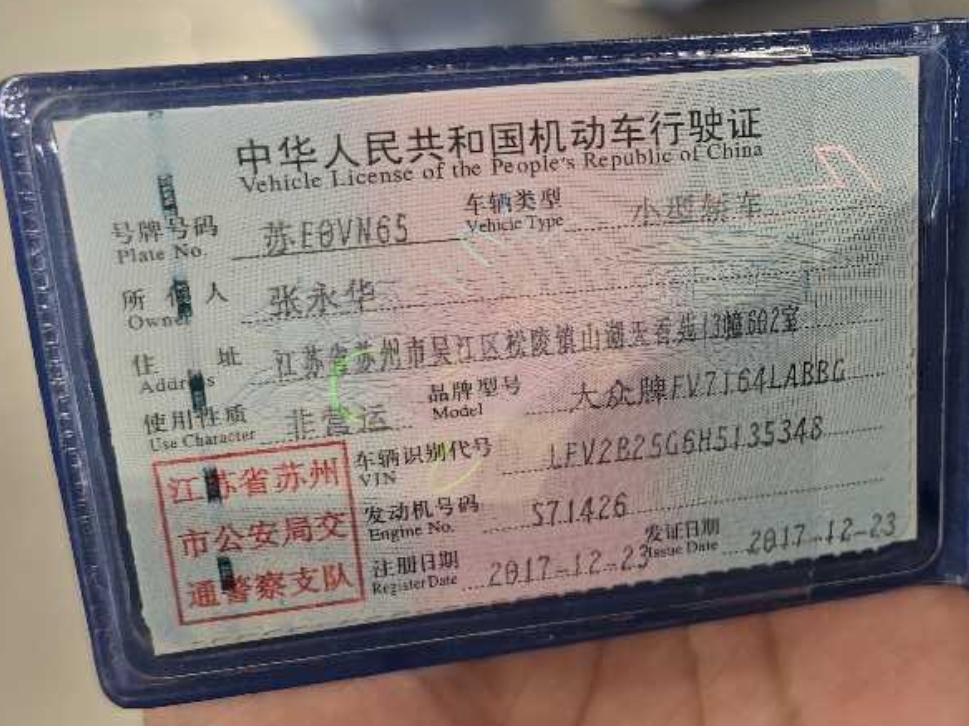 中华人民共和国机动车行驶证
Vehicle License of the People's Republic of China
号牌号码 苏E0VN65 车辆类型 小型轿车
Plate No. Vehicle Type
所有人 张永华
Owner
住址 江苏省苏州市吴江区松陵镇山湖天香苑13幢602室
Address
使用性质 非营运 品牌型号 大众牌FV7164LABBG
Use Character Model
车辆识别代号 LFV2B25G6H5135348
VIN
发动机号码 S71426
Engine No.
注册日期 2017-12-23 发证日期 2017-12-23
Register Date Issue Date
江苏省苏州
市公安局交
通警察支队